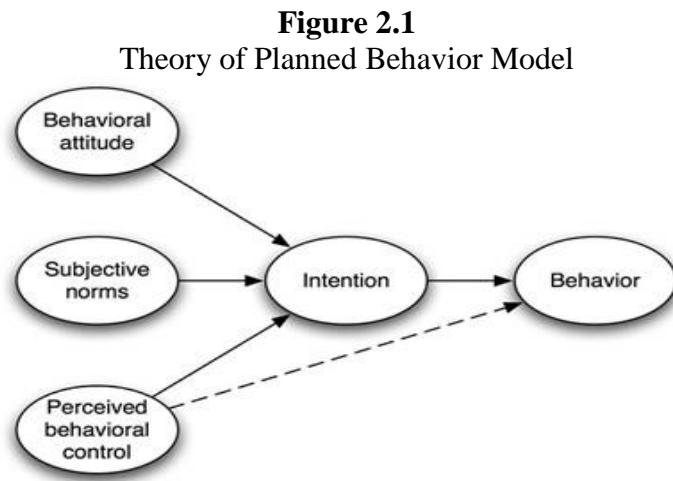 Figure 2.1
Theory of Planned Behavior Model
Behavioral
attitude
Subjective
norms
Intention
Behavior
Perceived
behavioral
control